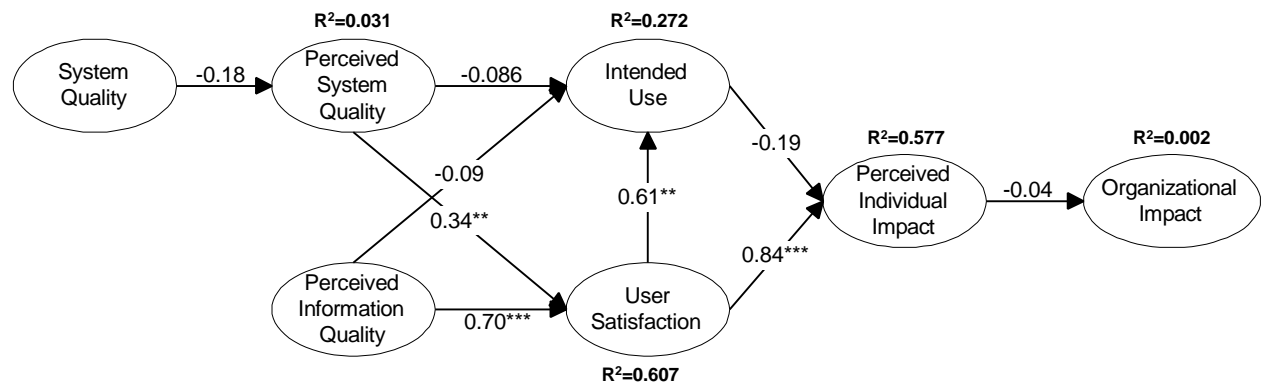 R²=0.031
R²=0.272
System
Quality
-0.18
Perceived
System
Quality
-0.086
Intended
Use
-0.09
0.34**
0.61**
-0.19
R²=0.577
Perceived
Individual
Impact
-0.04
R²=0.002
Organizational
Impact
0.84***
Perceived
Information
Quality
0.70***
User
Satisfaction
R²=0.607